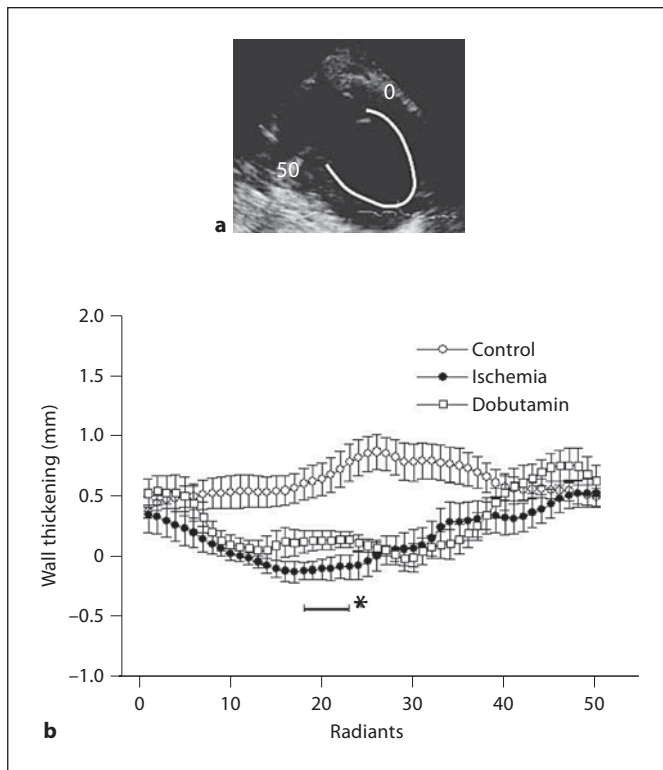 0
50
a
2.0
1.5
1.0
0.5
0
–0.5
–1.0
Wall thickening (mm)
Control
Ischemia
Dobutamin
*
0
10
20
30
40
50
Radiants
b